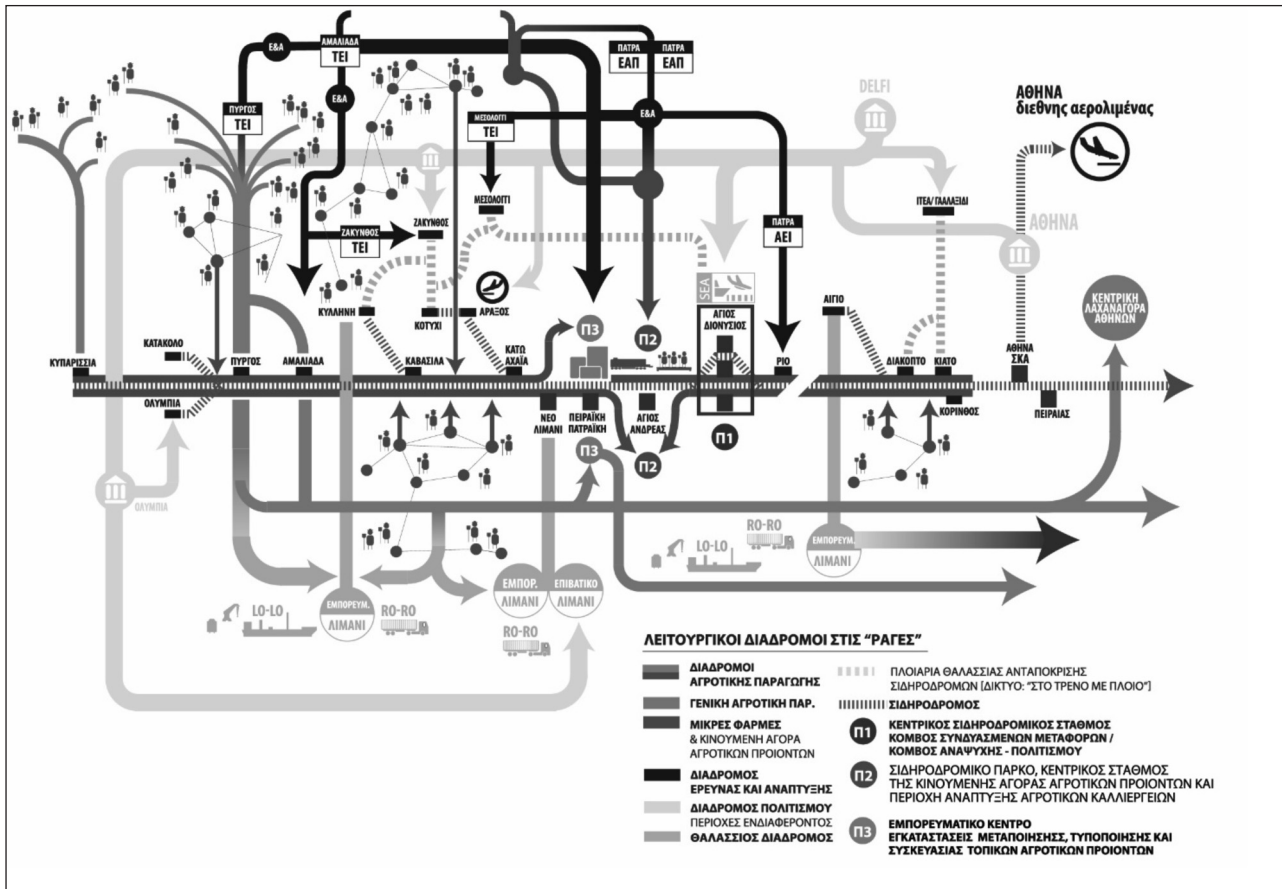 ΑΜΑΛΙΑΔΑ
ΤΕΙ
Ε&Α
Ε&Α
ΠΥΡΓΟΣ
ΤΕΙ
ΠΑΤΡΑ
ΕΑΠ
ΠΑΤΡΑ
ΕΑΠ
ΜΕΣΟΛΟΓΓΙ
ΤΕΙ
Ε&Α
DELFI
ΑΘΗΝΑ
διεθνης αερολιμένας
ΜΕΣΟΛΟΓΓΙ
ΙΤΕΑ/ ΓΑΛΑΞΙΔΙ
ΖΑΚΥΝΘΟΣ
ΖΑΚΥΝΘΟΣ
ΤΕΙ
ΠΑΤΡΑ
ΑΕΙ
ΑΘΗΝΑ
SEA
ΚΥΛΛΗΝΗ
ΚΟΤΥΧΙ
ΑΡΑΞΟΣ
ΑΓΙΟΣ
ΔΙΟΝΥΣΙΟΣ
ΑΙΓΙΟ
ΚΕΝΤΡΙΚΗ
ΛΑΧΑΝΑΓΟΡΑ
ΑΘΗΝΩΝ
Π3
Π2
ΚΥΠΑΡΙΣΣΙΑ
ΚΑΤΑΚΟΛΟ
ΠΥΡΓΟΣ
ΑΜΑΛΙΑΔΑ
ΚΑΒΑΣΙΛΑ
ΚΑΤΩ
ΑΧΑΪΑ
ΡΙΟ
ΔΙΑΚΟΠΤΟ
ΚΙΑΤΟ
ΑΘΗΝΑ
ΣΚΑ
ΟΛΥΜΠΙΑ
ΝΕΟ
ΛΙΜΑΝΙ
ΠΕΙΡΑΪΚΗ
ΠΑΤΡΑΪΚΗ
ΑΓΙΟΣ
ΑΝΔΡΕΑΣ
Π1
ΚΟΡΙΝΘΟΣ
ΠΕΙΡΑΙΑΣ
Π3
Π2
ΟΛΥΜΠΙΑ
LO-LO
ΕΜΠΟΡΕΥΜ.
ΛΙΜΑΝΙ
RO-RO
ΕΜΠΟΡ.
ΛΙΜΑΝΙ
ΕΠΙΒΑΤΙΚΟ
ΛΙΜΑΝΙ
RO-RO
LO-LO
RO-RO
ΕΜΠΟΡΕΥΜ.
ΛΙΜΑΝΙ
ΛΕΙΤΟΥΡΓΙΚΟΙ ΔΙΑΔΡΟΜΟΙ ΣΤΙΣ "ΡΑΓΕΣ"
ΔΙΑΔΡΟΜΟΙ
ΑΓΡΟΤΙΚΗΣ ΠΑΡΑΓΩΓΗΣ
ΓΕΝΙΚΗ ΑΓΡΟΤΙΚΗ ΠΑΡ.
ΜΙΚΡΕΣ ΦΑΡΜΕΣ
& ΚΙΝΟΥΜΕΝΗ ΑΓΟΡΑ
ΑΓΡΟΤΙΚΩΝ ΠΡΟΙΟΝΤΩΝ
ΔΙΑΔΡΟΜΟΣ
ΕΡΕΥΝΑΣ ΚΑΙ ΑΝΑΠΤΥΞΗΣ
ΔΙΑΔΡΟΜΟΣ ΠΟΛΙΤΙΣΜΟΥ
ΠΕΡΙΟΧΕΣ ΕΝΔΙΑΦΕΡΟΝΤΟΣ
ΘΑΛΑΣΣΙΟΣ ΔΙΑΔΡΟΜΟΣ
ΠΛΟΙΑΡΙΑ ΘΑΛΑΣΣΙΑΣ ΑΝΤΑΠΟΚΡΙΣΗΣ
ΣΙΔΗΡΟΔΡΟΜΩΝ [ΔΙΚΤΥΟ: "ΣΤΟ ΤΡΕΝΟ ΜΕ ΠΛΟΙΟ"]
ΣΙΔΗΡΟΔΡΟΜΟΣ
Π1 ΚΕΝΤΡΙΚΟΣ ΣΙΔΗΡΟΔΡΟΜΙΚΟΣ ΣΤΑΘΜΟΣ
ΚΟΜΒΟΣ ΣΥΝΔΥΑΣΜΕΝΩΝ ΜΕΤΑΦΟΡΩΝ /
ΚΟΜΒΟΣ ΑΝΑΨΥΧΗΣ - ΠΟΛΙΤΙΣΜΟΥ
Π2 ΣΙΔΗΡΟΔΡΟΜΙΚΟ ΠΑΡΚΟ, ΚΕΝΤΡΙΚΟΣ ΣΤΑΘΜΟΣ
ΤΗΣ ΚΙΝΟΥΜΕΝΗΣ ΑΓΟΡΑΣ ΑΓΡΟΤΙΚΩΝ ΠΡΟΙΟΝΤΩΝ ΚΑΙ
ΠΕΡΙΟΧΗ ΑΝΑΠΤΥΞΗΣ ΑΓΡΟΤΙΚΩΝ ΚΑΛΛΙΕΡΓΕΙΩΝ
Π3 ΕΜΠΟΡΕΥΜΑΤΙΚΟ ΚΕΝΤΡΟ
ΕΓΚΑΤΑΣΤΑΣΕΙΣ ΜΕΤΑΠΟΙΗΣΗΣΣ, ΤΥΠΟΠΟΙΗΣΗΣ ΚΑΙ
ΣΥΣΚΕΥΑΣΙΑΣ ΤΟΠΙΚΩΝ ΑΓΡΟΤΙΚΩΝ ΠΡΟΙΟΝΤΩΝ